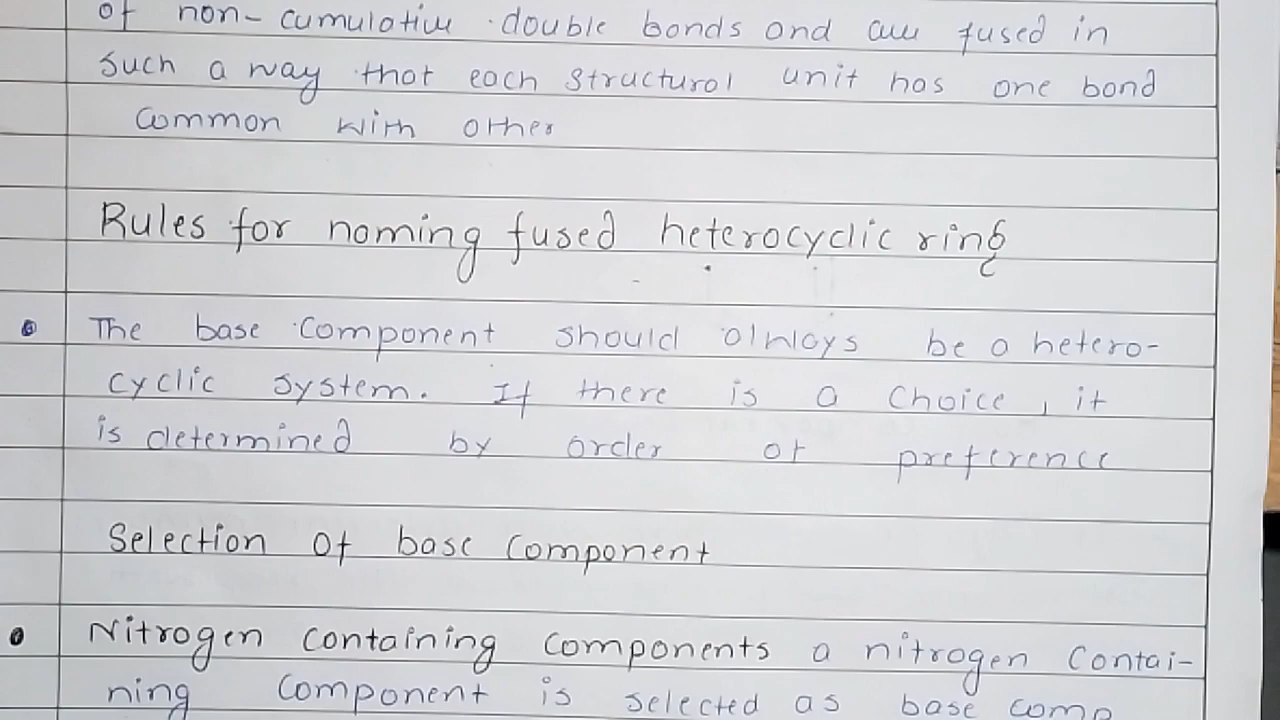 of non-cumulative double bonds and are fused in
such a way that each structural unit has one bond
common with other
Rules for naming fused heterocyclic ring
The base component should always be a hetero-
cyclic system. If there is a choice, it
is determined by order of preference
Selection of base component
Nitrogen containing components a nitrogen contai-
ning component is selected as base comp